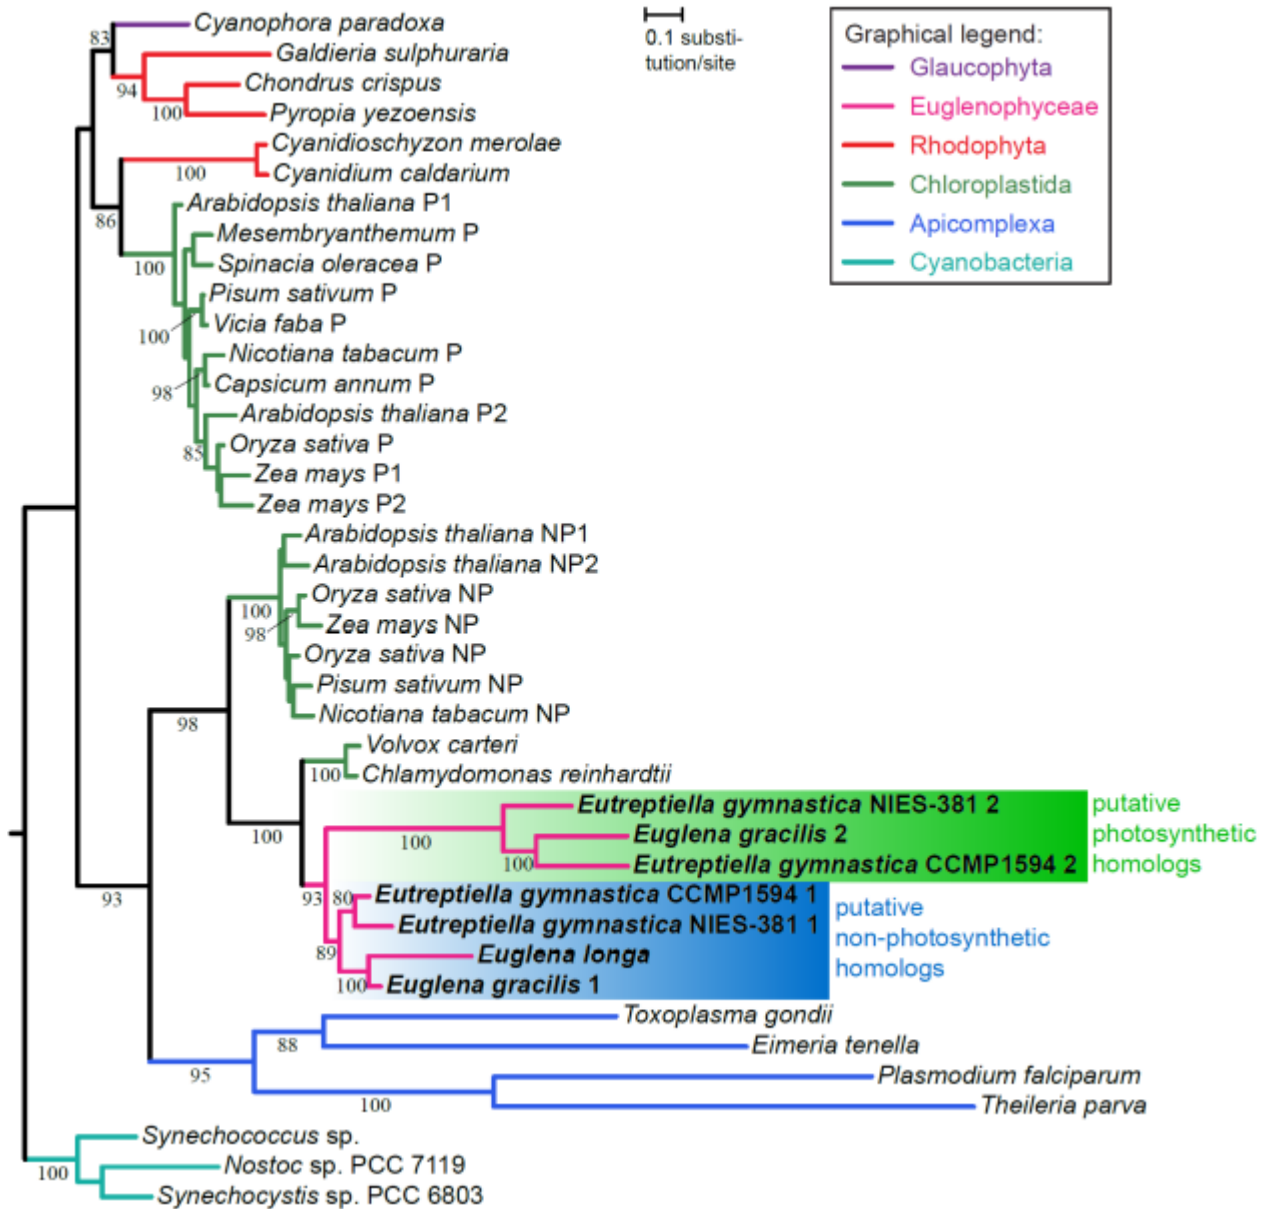 Cyanophora paradoxa
83
Galdieria sulphuraria
94
Chondrus crispus
100
Pyropia yezoensis
Cyanidioschyzon merolae
100
Cyanidium caldarium
86
Arabidopsis thaliana P1
Mesembryanthemum P
100
Spinacia oleracea P
Pisum sativum P
100
Vicia faba P
Nicotiana tabacum P
98
Capsicum annum P
Arabidopsis thaliana P2
Oryza sativa P
85
Zea mays P1
Zea mays P2
Arabidopsis thaliana NP1
Arabidopsis thaliana NP2
Oryza sativa NP
100
98
Zea mays NP
Oryza sativa NP
Pisum sativum NP
Nicotiana tabacum NP
98
Volvox carteri
100
Chlamydomonas reinhardtii
Eutreptiella gymnastica NIES-381 2
100
Euglena gracilis 2
100
Eutreptiella gymnastica CCMP1594 2
100
putative
photosynthetic
homologs
93
93
80
Eutreptiella gymnastica CCMP1594 1
Eutreptiella gymnastica NIES-381 1
89
Euglena longa
100
Euglena gracilis 1
putative
non-photosynthetic
homologs
Toxoplasma gondii
88
Eimeria tenella
95
Plasmodium falciparum
100
Theileria parva
Synechococcus sp.
100
Nostoc sp. PCC 7119
Synechocystis sp. PCC 6803
0.1 substi-
tution/site
Graphical legend:
Glaucophyta
Euglenophyceae
Rhodophyta
Chloroplastida
Apicomplexa
Cyanobacteria